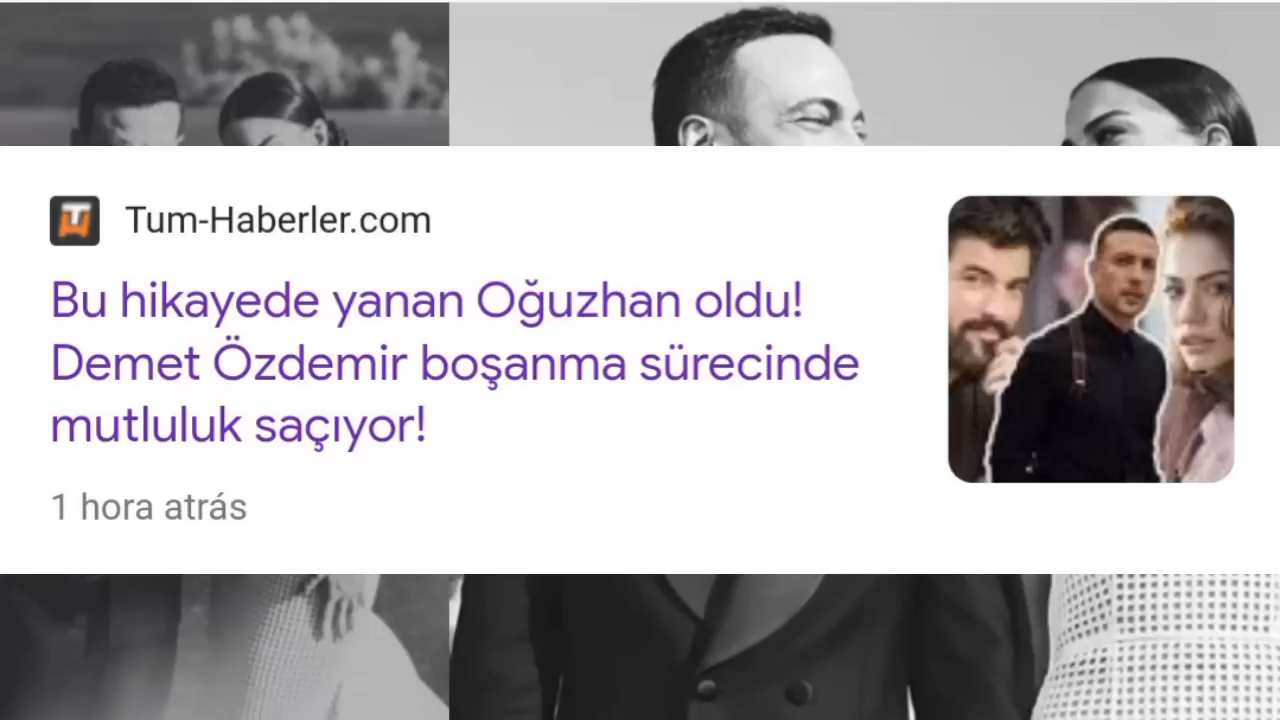 Tum-Haberler.com
Bu hikayede yanan Oğuzhan oldu!
Demet Özdemir boşanma sürecinde
mutluluk saçıyor!
1 hora atrás